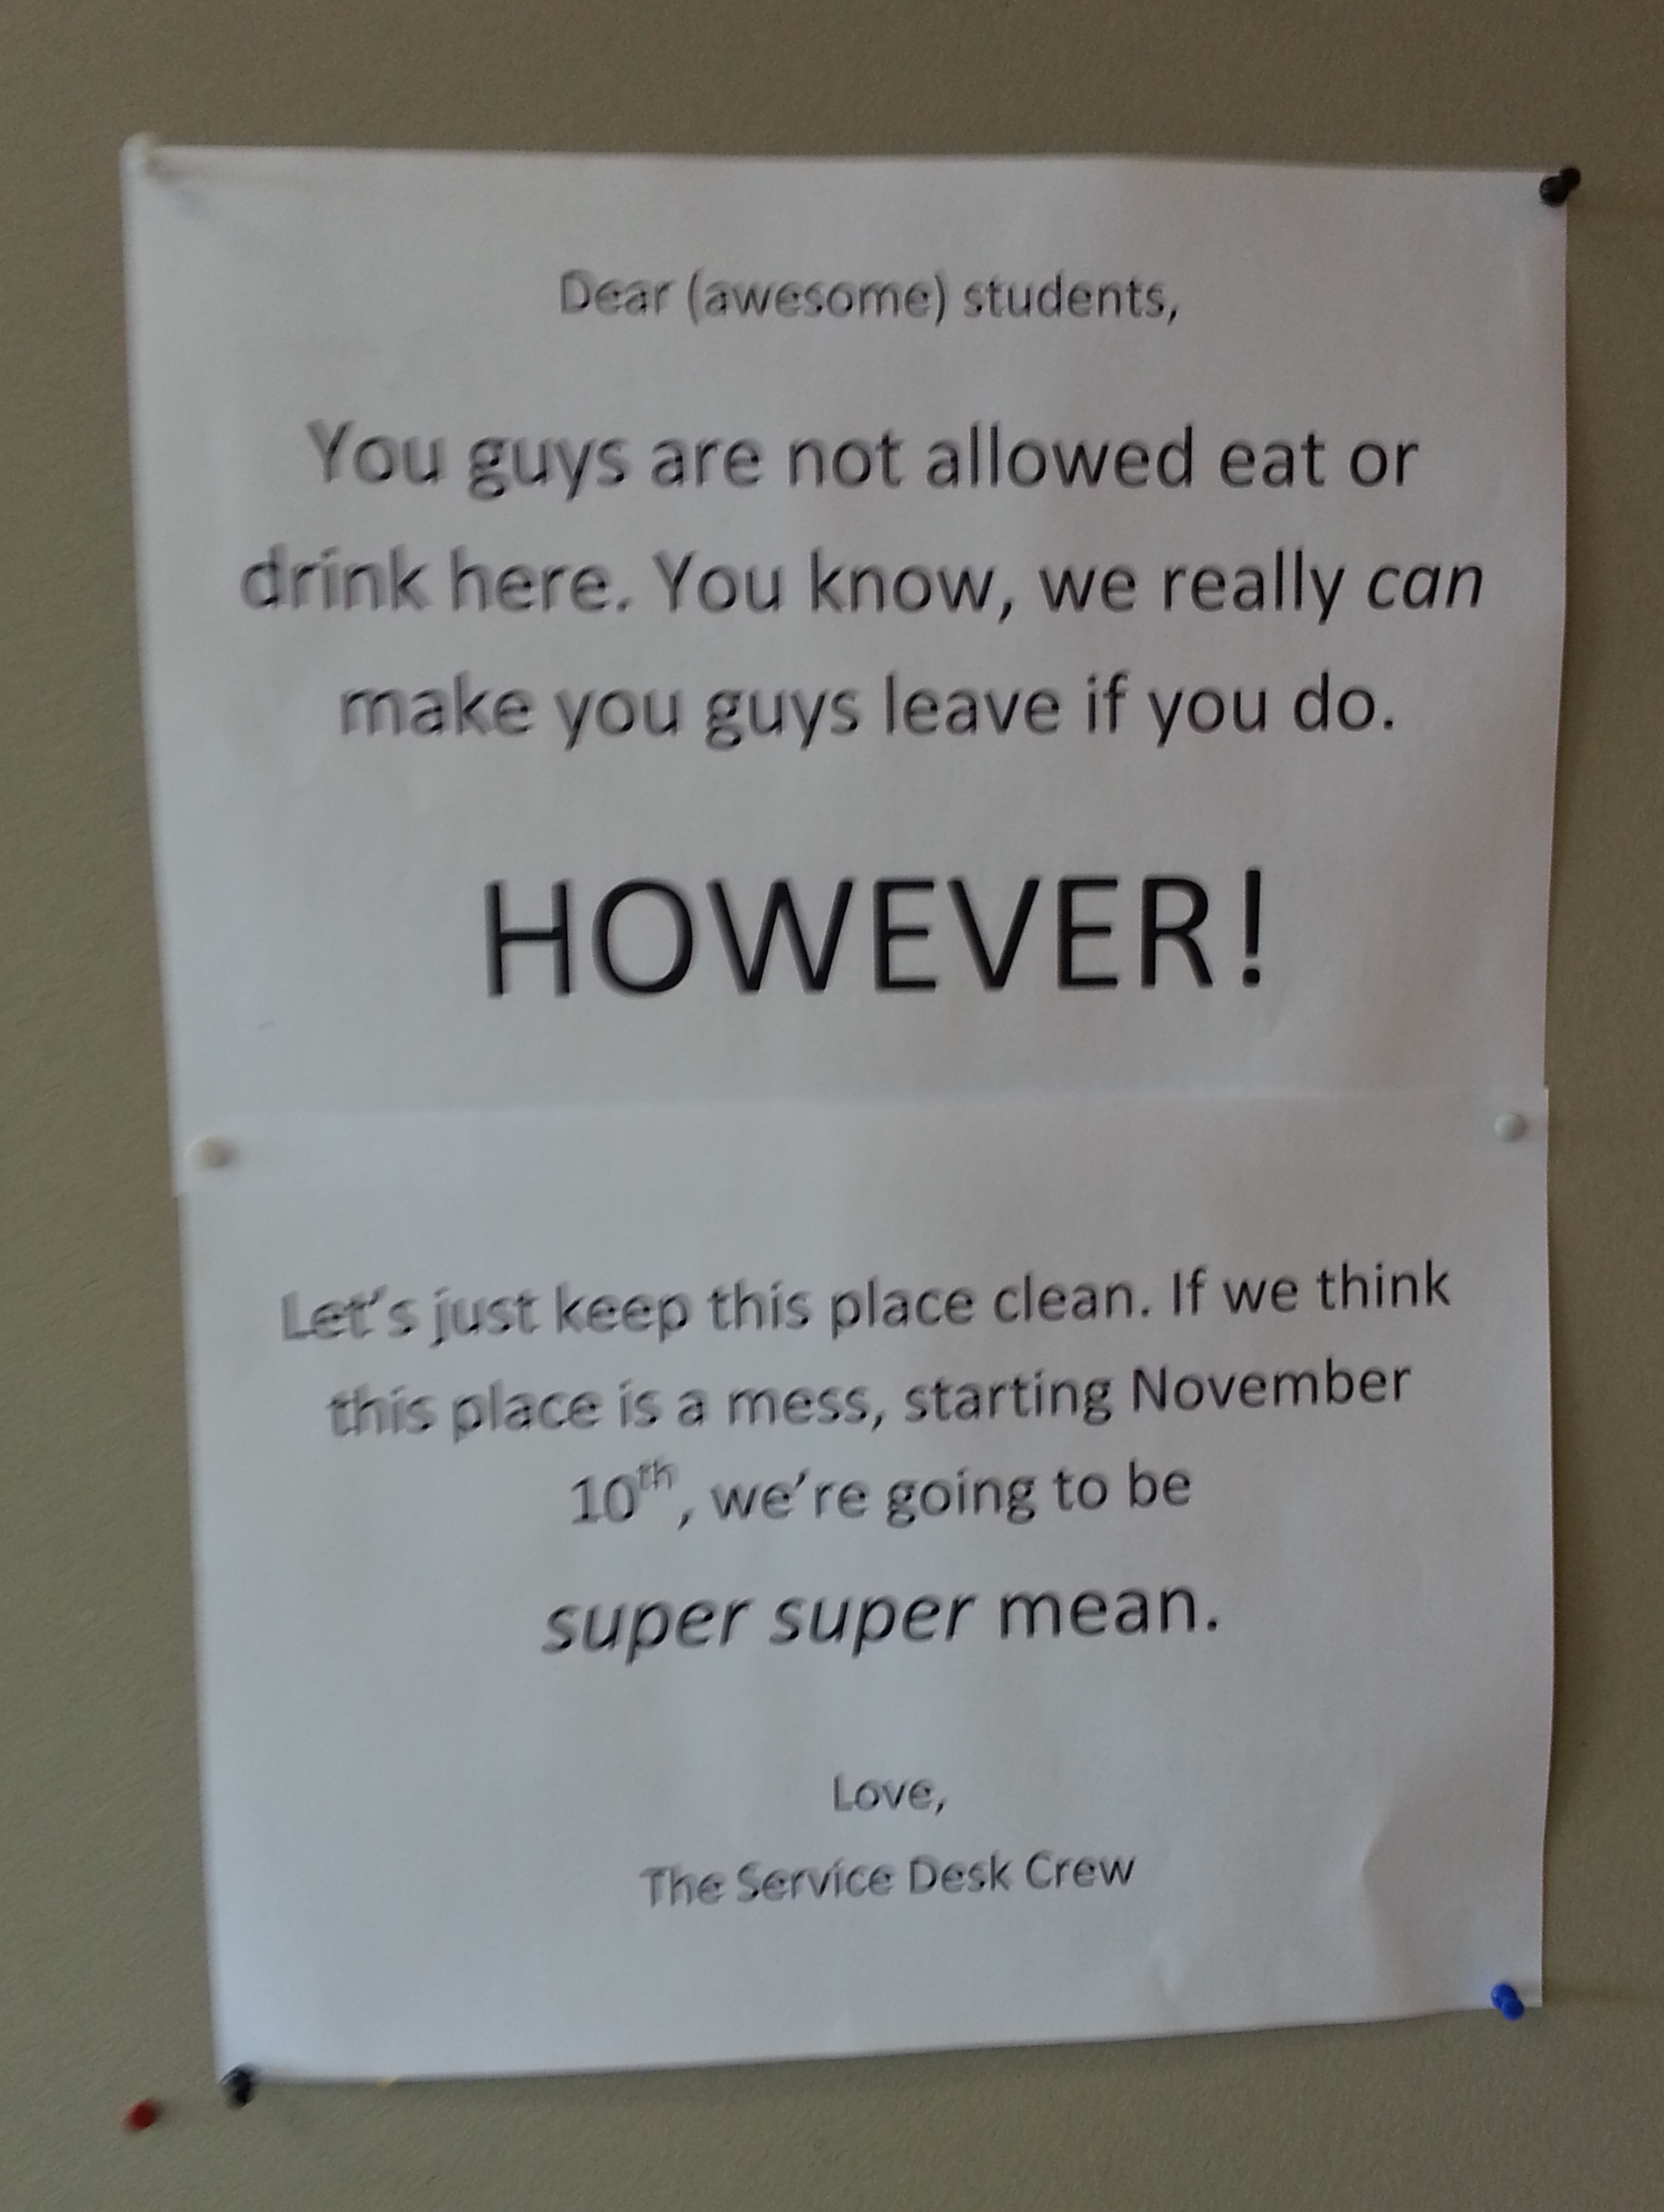 Dear (awesome) students,
You guys are not allowed eat or
drink here. You know, we really can
make you guys leave if you do.
HOWEVER!
Let's just keep this place clean. If we think
this place is a mess, starting November
10th, we're going to be
super super mean.
Love,
The Service Desk Crew